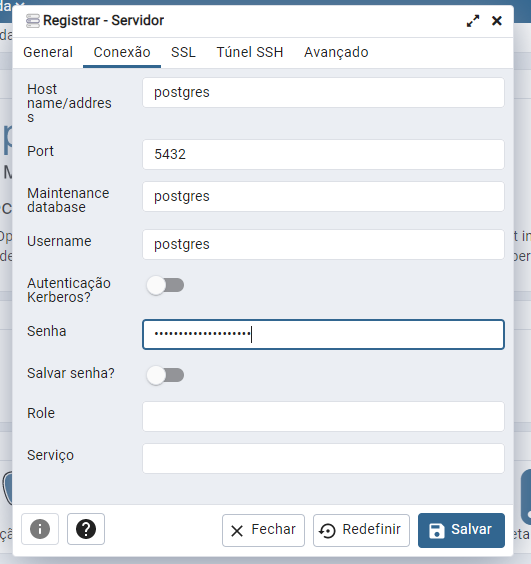 Registrar - Servidor
General Conexão SSL Túnel SSH Avançado
Host
name/addres
s
postgres
Port
5432
Maintenance
database
postgres
Username
postgres
Autenticação
Kerberos?
Senha
••••••••••••••••••••
Salvar senha?
Role
Serviço
Fechar Redefinir Salvar